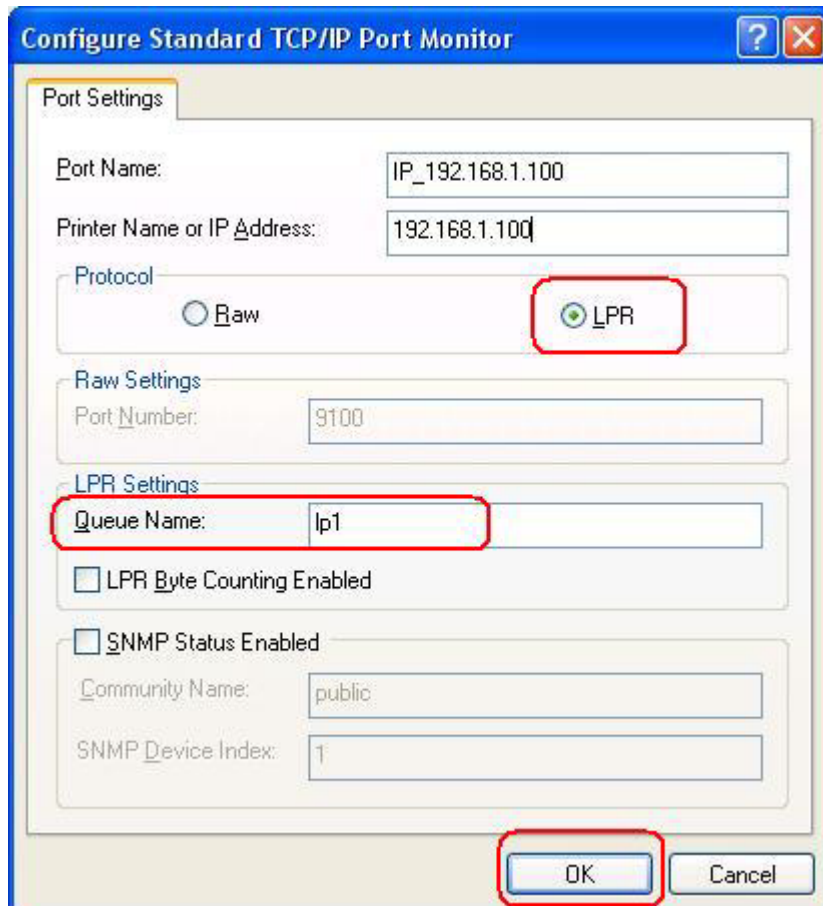 Configure Standard TCP/IP Port Monitor
Port Settings
Port Name: IP_192.168.1.100
Printer Name or IP Address: 192.168.1.100
Protocol
Raw LPR
Raw Settings
Port Number: 9100
LPR Settings
Queue Name: lp1
LPR Byte Counting Enabled
SNMP Status Enabled
Community Name: public
SNMP Device Index: 1
OK Cancel